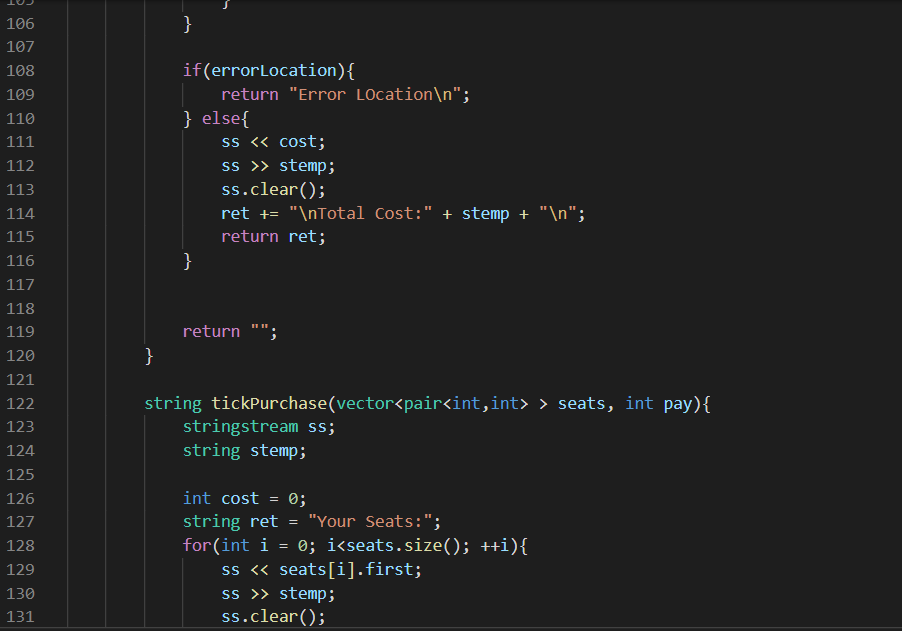 105 }
106 }
107
108 if(errorLocation){
109 return "Error LOcation\n";
110 } else{
111 ss << cost;
112 ss >> stemp;
113 ss.clear();
114 ret += "\nTotal Cost:" + stemp + "\n";
115 return ret;
116 }
117
118
119 return "";
120 }
121
122 string tickPurchase(vector<pair<int,int> > seats, int pay){
123 stringstream ss;
124 string stemp;
125
126 int cost = 0;
127 string ret = "Your Seats:";
128 for(int i = 0; i<seats.size(); ++i){
129 ss << seats[i].first;
130 ss >> stemp;
131 ss.clear();